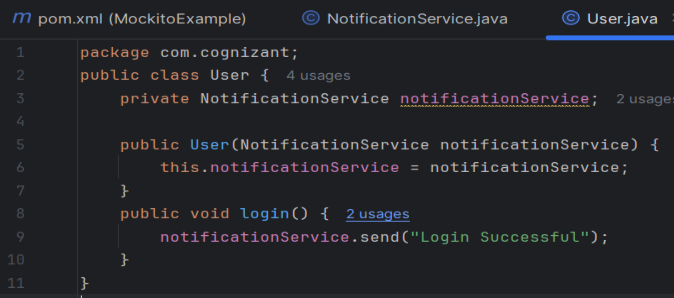 m pom.xml (MockitoExample) © NotificationService.java © User.java
1 package com.cognizant;
2 public class User { 4 usages
3 private NotificationService notificationService; 2 usages
4
5 public User(NotificationService notificationService) {
6 this.notificationService = notificationService;
7 }
8 public void login() { 2 usages
9 notificationService.send("Login Successful");
10 }
11 }